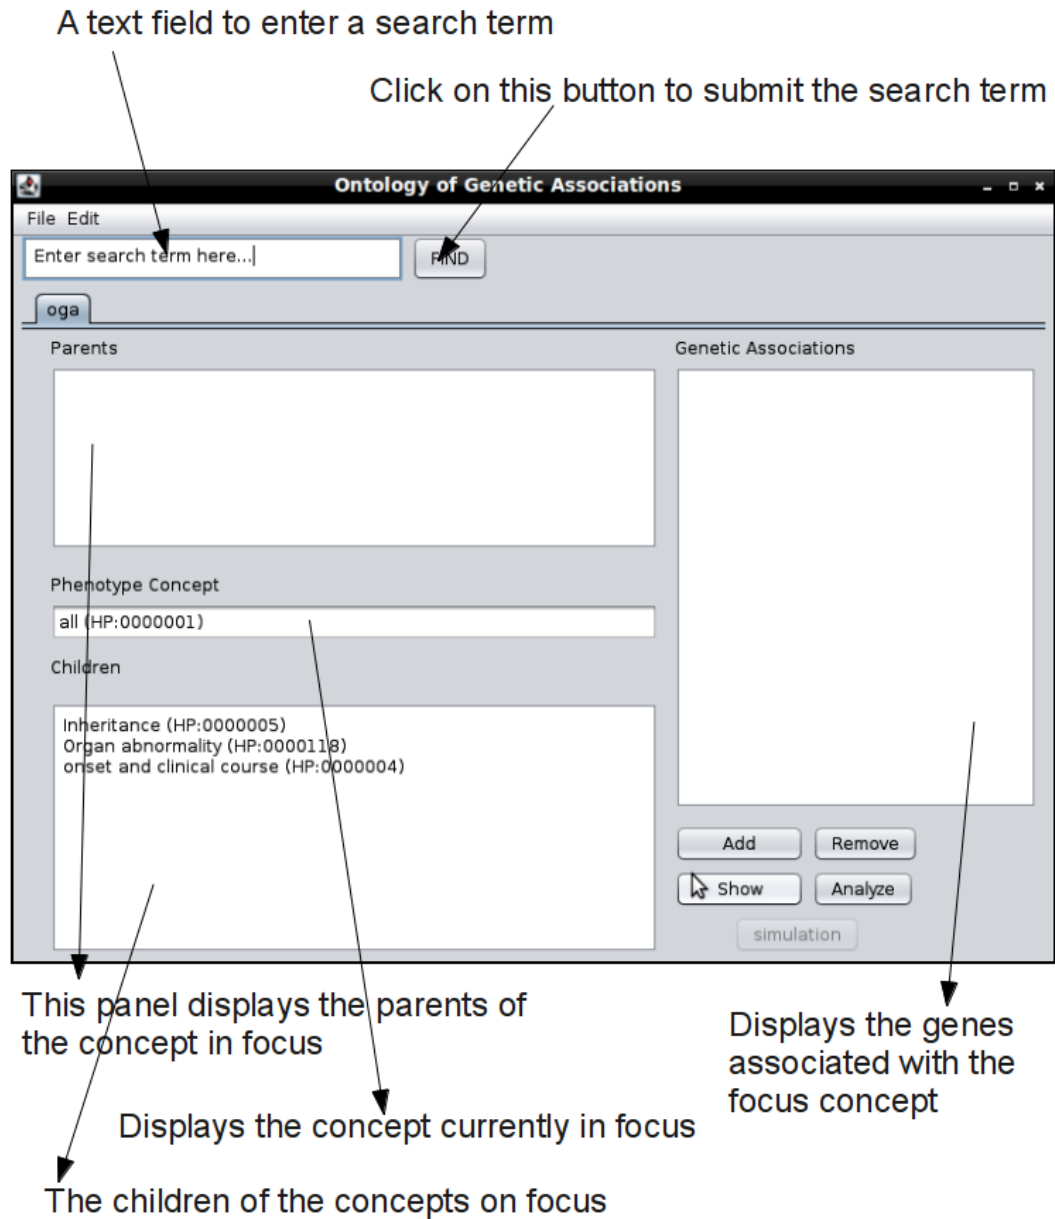 A text field to enter a search term
Click on this button to submit the search term
Ontology of Genetic Associations
File Edit
Enter search term here...
FIND
oga
Parents
Genetic Associations
Phenotype Concept
all (HP:0000001)
Children
Inheritance (HP:0000005)
Organ abnormality (HP:0000118)
onset and clinical course (HP:0000004)
Add
Remove
Show
Analyze
simulation
This panel displays the parents of
the concept in focus
Displays the genes
associated with the
focus concept
Displays the concept currently in focus
The children of the concepts on focus